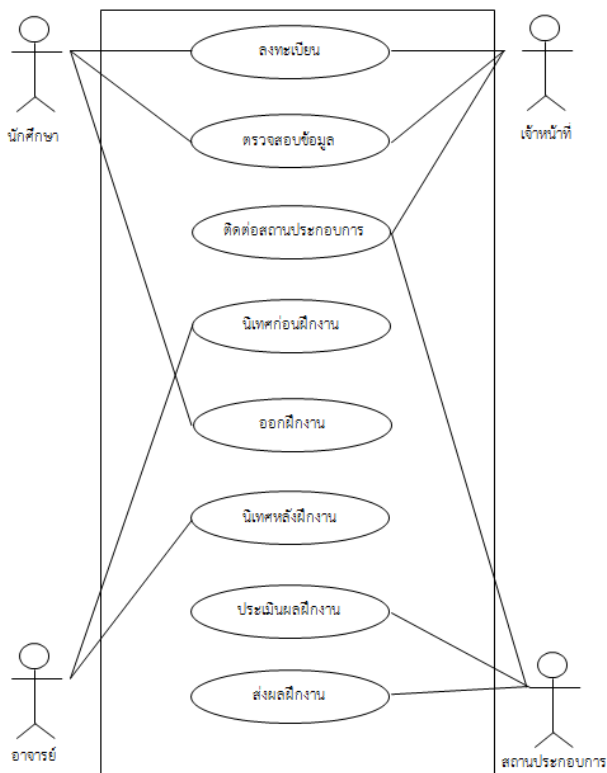 ลงทะเบียน
นักศึกษา
เจ้าหน้าที่
ตรวจสอบข้อมูล
ติดต่อสถานประกอบการ
นิเทศก่อนฝึกงาน
ออกฝึกงาน
นิเทศหลังฝึกงาน
ประเมินผลฝึกงาน
ส่งผลฝึกงาน
อาจารย์
สถานประกอบการ